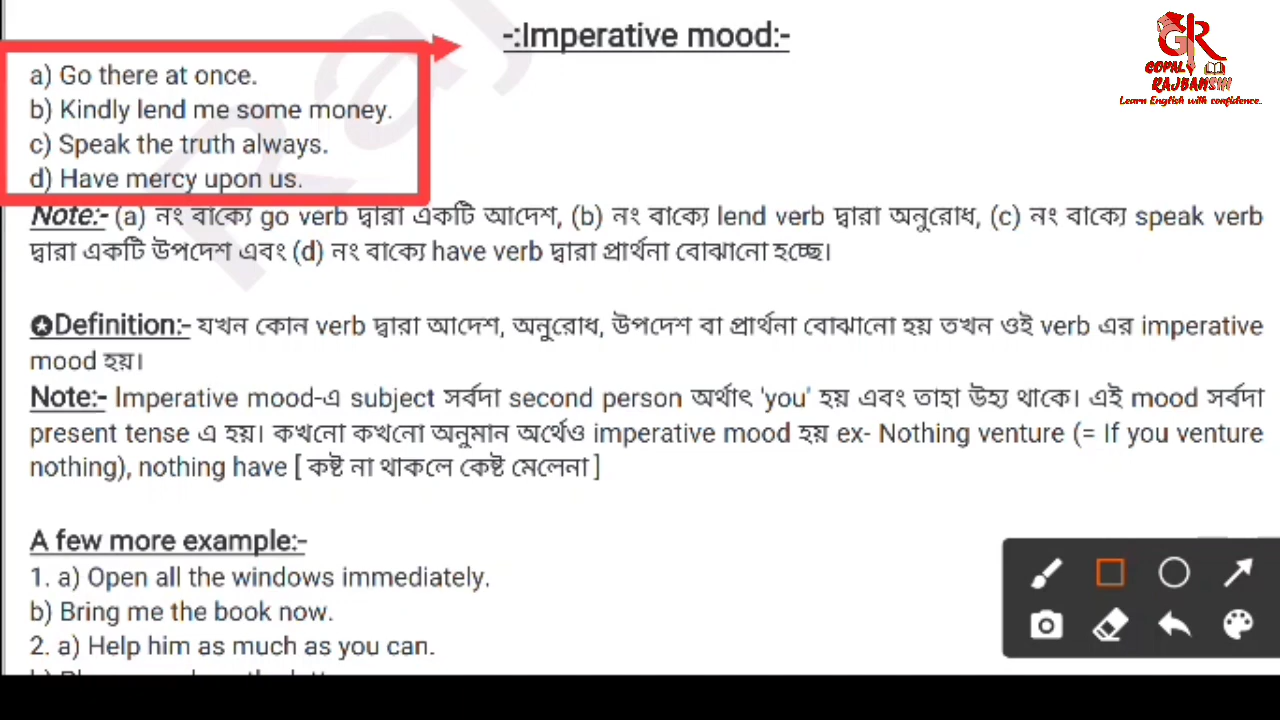 -:Imperative mood:-
GR
GOPAL
RAJBANSHI
Learn English with confidence.
a) Go there at once.
b) Kindly lend me some money.
c) Speak the truth always.
d) Have mercy upon us.
Note:- (a) নং বাক্যে go verb দ্বারা একটি আদেশ, (b) নং বাক্যে lend verb দ্বারা অনুরোধ, (c) নং বাক্যে speak verb
দ্বারা একটি উপদেশ এবং (d) নং বাক্যে have verb দ্বারা প্রার্থনা বোঝানো হচ্ছে।
✪Definition:- যখন কোন verb দ্বারা আদেশ, অনুরোধ, উপদেশ বা প্রার্থনা বোঝানো হয় তখন ওই verb এর imperative
mood হয়।
Note:- Imperative mood-এ subject সর্বদা second person অর্থাৎ 'you' হয় এবং তাহা উহ্য থাকে। এই mood সর্বদা
present tense এ হয়। কখনো কখনো অনুমান অর্থেও imperative mood হয় ex- Nothing venture (= If you venture
nothing), nothing have [ কষ্ট না থাকলে কেষ্ট মেলেনা ]
A few more example:-
1. a) Open all the windows immediately.
b) Bring me the book now.
2. a) Help him as much as you can.